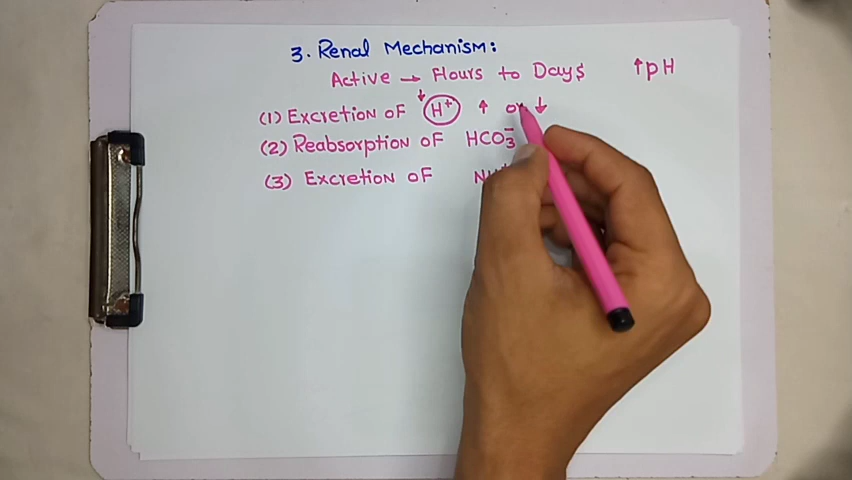 3. Renal Mechanism:
Active → Hours to Days ↑pH
(1) Excretion of ↓ H⁺ ↑ or ↓
(2) Reabsorption of HCO₃⁻
(3) Excretion of